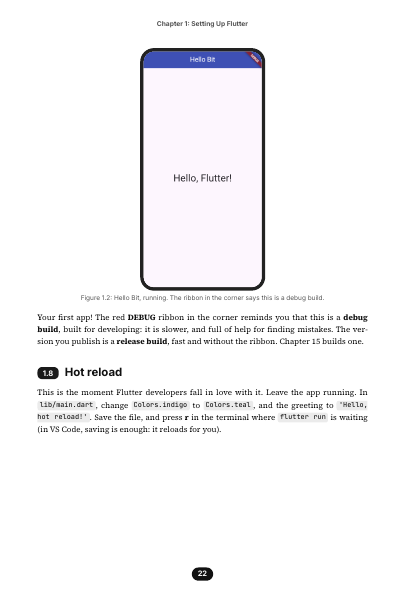 Chapter 1: Setting Up Flutter
Hello Bit
Hello, Flutter!
Figure 1.2: Hello Bit, running. The ribbon in the corner says this is a debug build.
Your first app! The red DEBUG ribbon in the corner reminds you that this is a debug
build, built for developing: it is slower, and full of help for finding mistakes. The ver-
sion you publish is a release build, fast and without the ribbon. Chapter 15 builds one.
1.8 Hot reload
This is the moment Flutter developers fall in love with it. Leave the app running. In
lib/main.dart, change Colors.indigo to Colors.teal, and the greeting to 'Hello,
hot reload!'. Save the file, and press r in the terminal where flutter run is waiting
(in VS Code, saving is enough: it reloads for you).
22